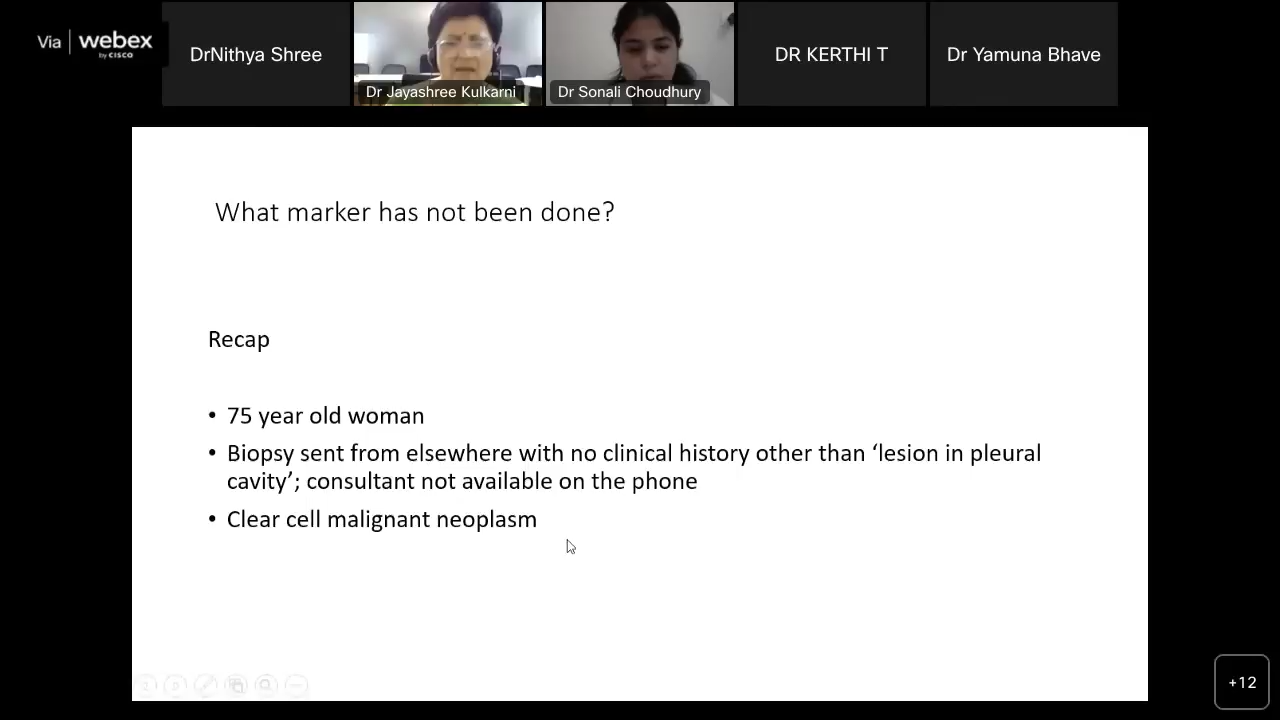 Via webex
by CISCO
DrNithya Shree
Dr Jayashree Kulkarni
Dr Sonali Choudhury
DR KERTHI T
Dr Yamuna Bhave
What marker has not been done?
Recap
• 75 year old woman
• Biopsy sent from elsewhere with no clinical history other than ‘lesion in pleural
cavity’; consultant not available on the phone
• Clear cell malignant neoplasm
+12